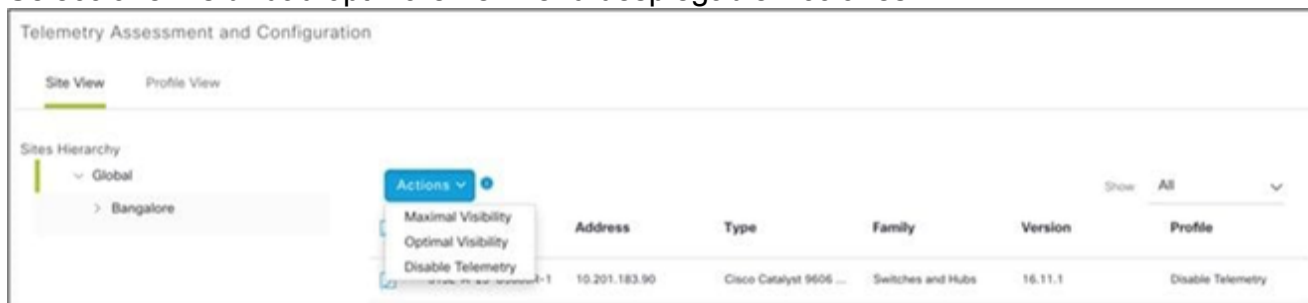 Telemetry Assessment and Configuration
Site View Profile View
Sites Hierarchy
Global
Bangalore
Actions
Show All
Maximal Visibility
Optimal Visibility
Disable Telemetry
Address Type Family Version Profile
10.201.183.90 Cisco Catalyst 9606 ... Switches and Hubs 16.11.1 Disable Telemetry